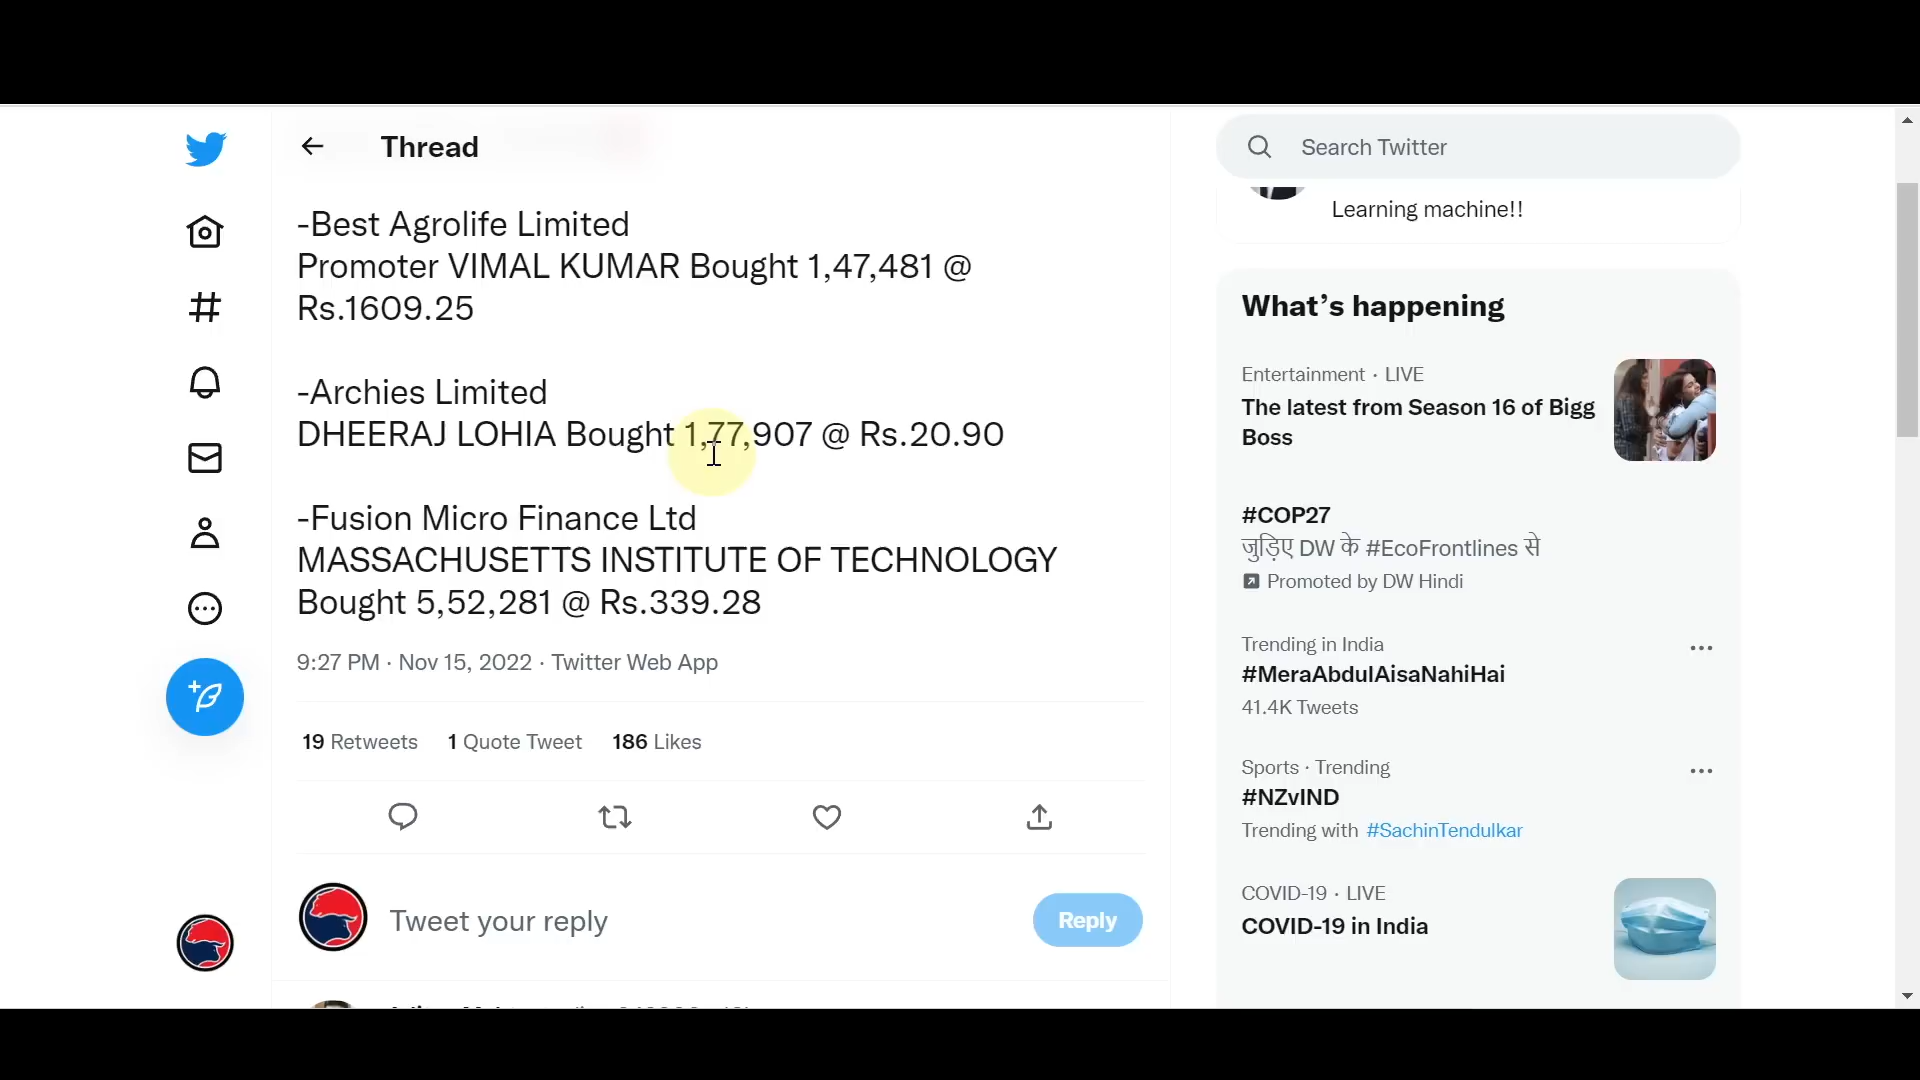 Thread
-Best Agrolife Limited
Promoter VIMAL KUMAR Bought 1,47,481 @
Rs.1609.25
-Archies Limited
DHEERAJ LOHIA Bought 1,77,907 @ Rs.20.90
-Fusion Micro Finance Ltd
MASSACHUSETTS INSTITUTE OF TECHNOLOGY
Bought 5,52,281 @ Rs.339.28
9:27 PM · Nov 15, 2022 · Twitter Web App
19 Retweets 1 Quote Tweet 186 Likes
Tweet your reply
Reply
Search Twitter
Learning machine!!
What's happening
Entertainment · LIVE
The latest from Season 16 of Bigg
Boss
#COP27
जुड़िए DW के #EcoFrontlines से
Promoted by DW Hindi
Trending in India
#MeraAbdulAisaNahiHai
41.4K Tweets
Sports · Trending
#NZvIND
Trending with #SachinTendulkar
COVID-19 · LIVE
COVID-19 in India